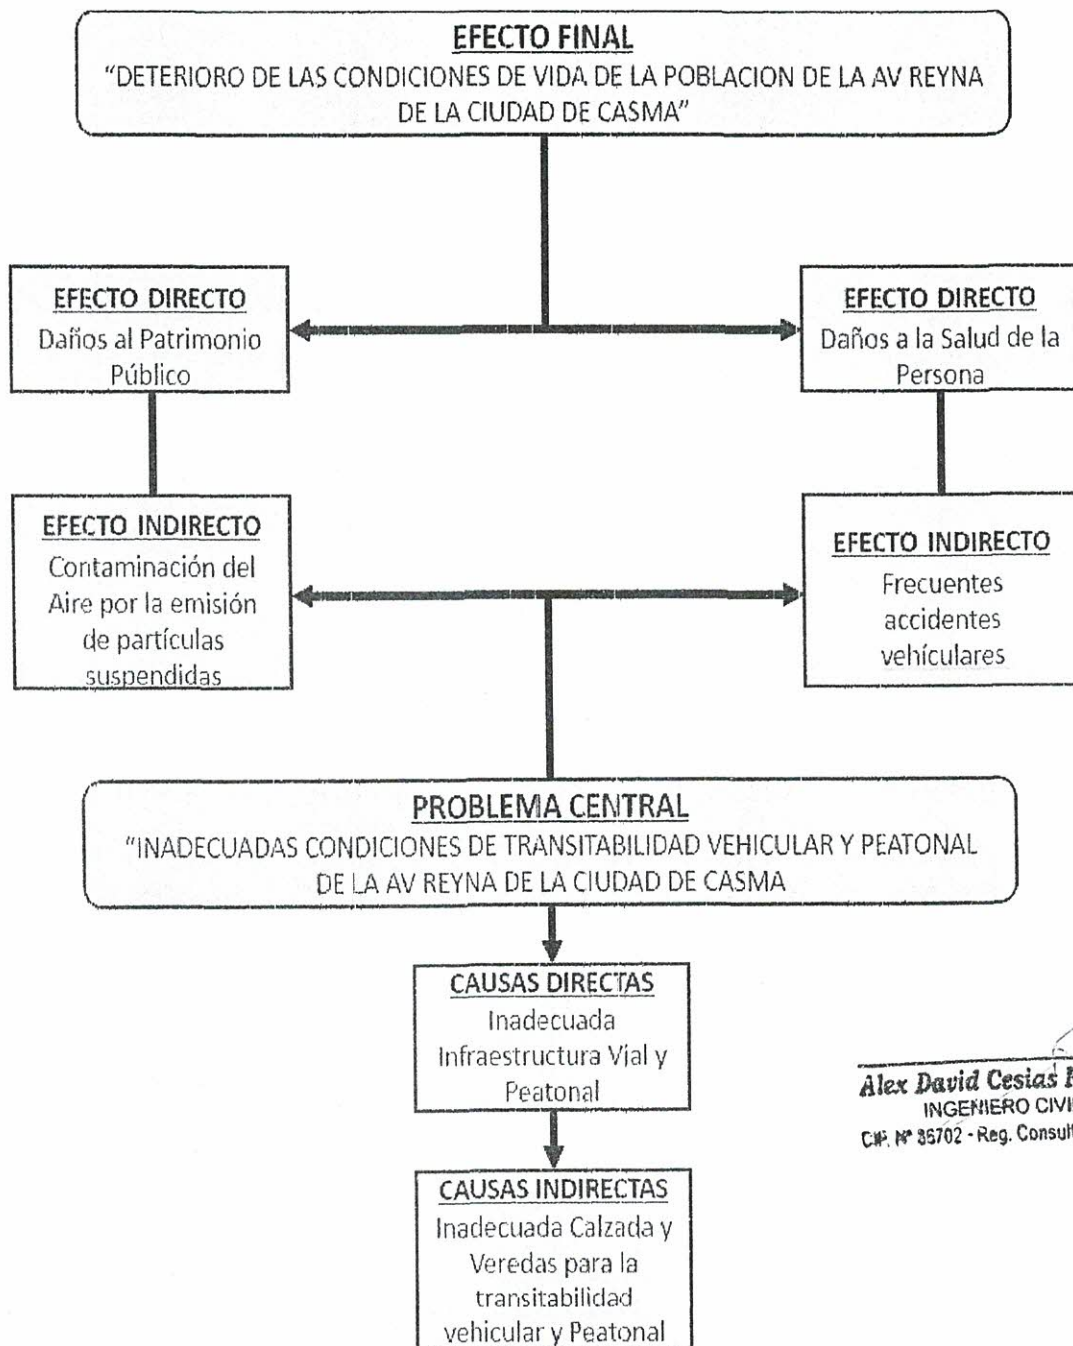 EFECTO FINAL
“DETERIORO DE LAS CONDICIONES DE VIDA DE LA POBLACION DE LA AV REYNA
DE LA CIUDAD DE CASMA”
EFECTO DIRECTO
Daños al Patrimonio
Público
EFECTO DIRECTO
Daños a la Salud de la
Persona
EFECTO INDIRECTO
Contaminación del
Aire por la emisión
de partículas
suspendidas
EFECTO INDIRECTO
Frecuentes
accidentes
vehículares
PROBLEMA CENTRAL
“INADECUADAS CONDICIONES DE TRANSITABILIDAD VEHICULAR Y PEATONAL
DE LA AV REYNA DE LA CIUDAD DE CASMA
CAUSAS DIRECTAS
Inadecuada
Infraestructura Vial y
Peatonal
CAUSAS INDIRECTAS
Inadecuada Calzada y
Veredas para la
transitabilidad
vehicular y Peatonal
Alex David Cesias
INGENIERO CIVI
CIP. Nº 35702 - Reg. Consult